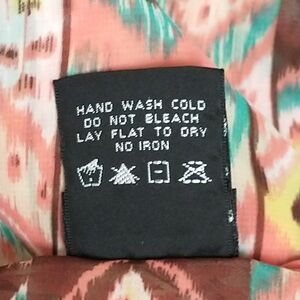 HAND WASH COLD
DO NOT BLEACH
LAY FLAT TO DRY
NO IRON